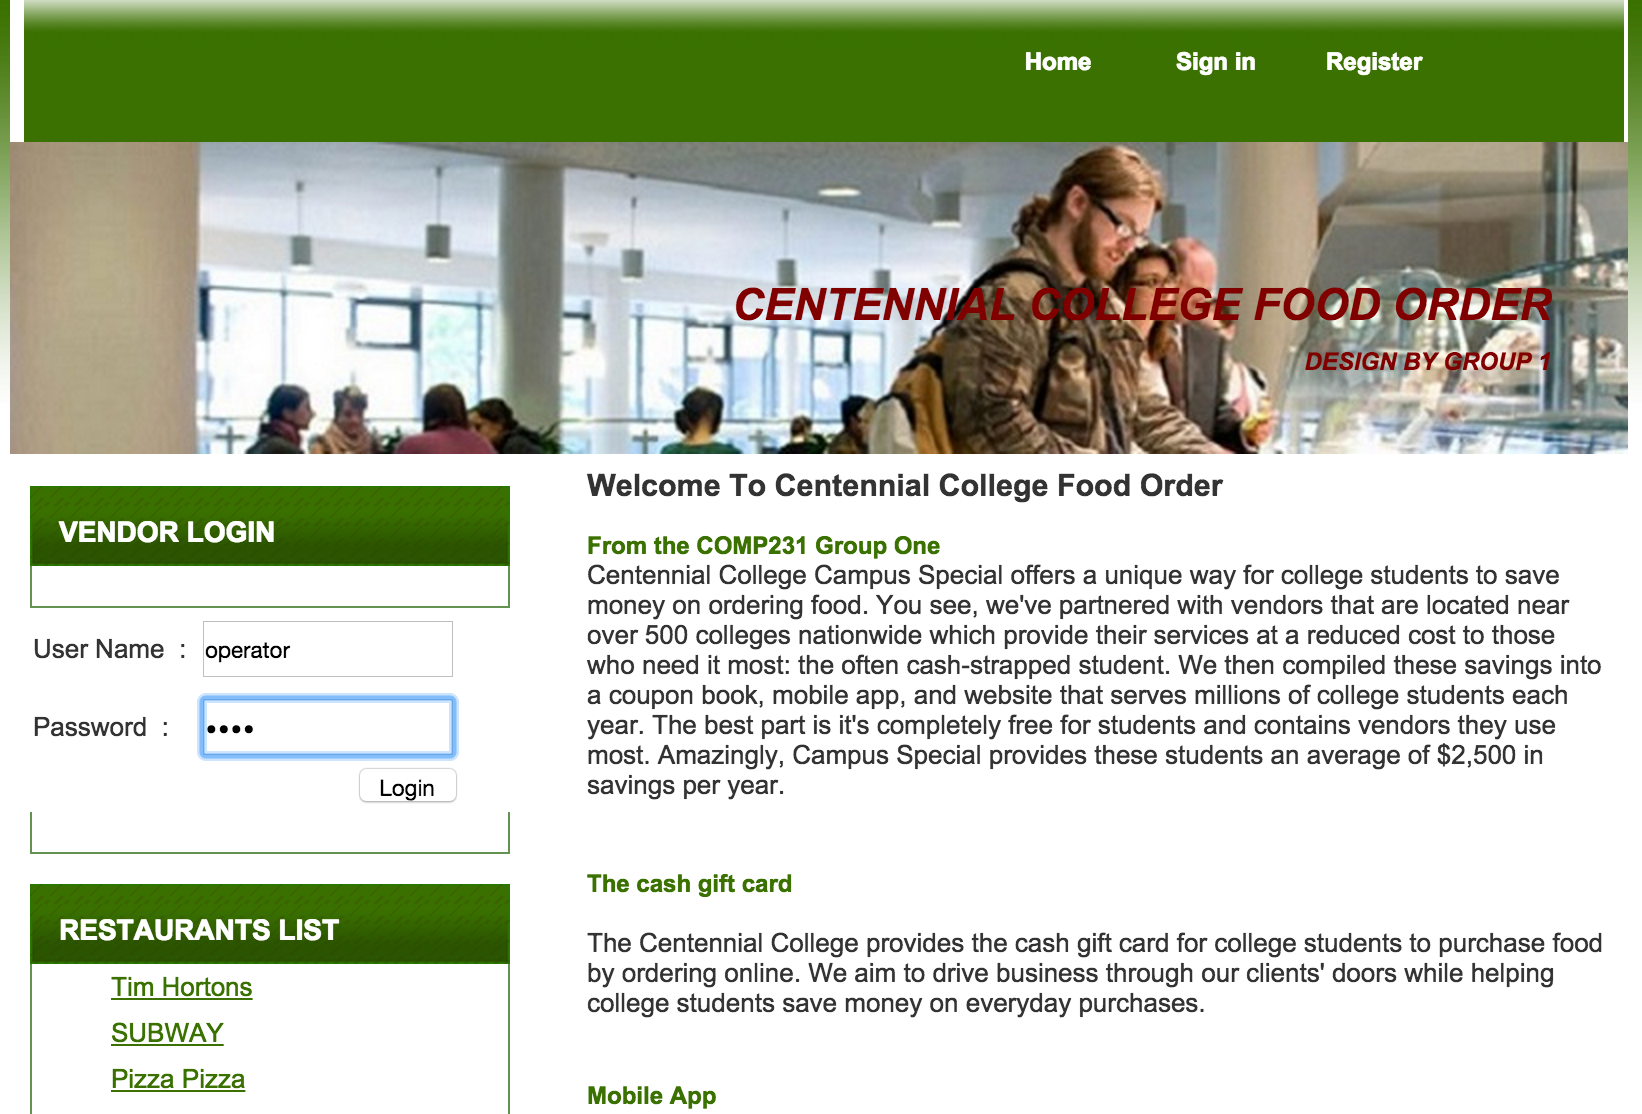 Home Sign in Register
CENTENNIAL COLLEGE FOOD ORDER
DESIGN BY GROUP 1
VENDOR LOGIN
User Name :
operator
Password :
••••
Login
RESTAURANTS LIST
Tim Hortons
SUBWAY
Pizza Pizza
Welcome To Centennial College Food Order
From the COMP231 Group One
Centennial College Campus Special offers a unique way for college students to save
money on ordering food. You see, we've partnered with vendors that are located near
over 500 colleges nationwide which provide their services at a reduced cost to those
who need it most: the often cash-strapped student. We then compiled these savings into
a coupon book, mobile app, and website that serves millions of college students each
year. The best part is it's completely free for students and contains vendors they use
most. Amazingly, Campus Special provides these students an average of $2,500 in
savings per year.
The cash gift card
The Centennial College provides the cash gift card for college students to purchase food
by ordering online. We aim to drive business through our clients' doors while helping
college students save money on everyday purchases.
Mobile App